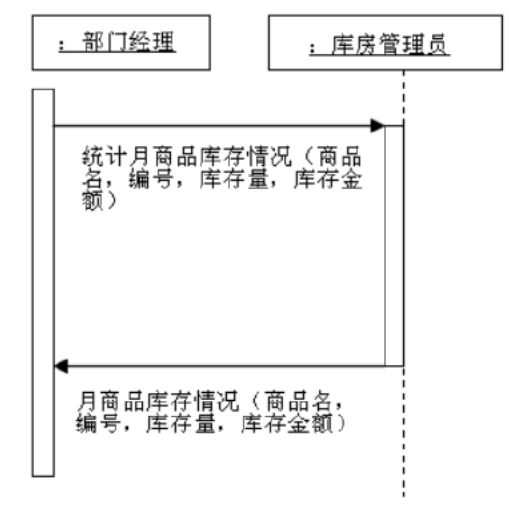 ：部门经理
：库房管理员
统计月商品库存情况（商品
名，编号，库存量，库存金
额）
月商品库存情况（商品名，
编号，库存量，库存金额）